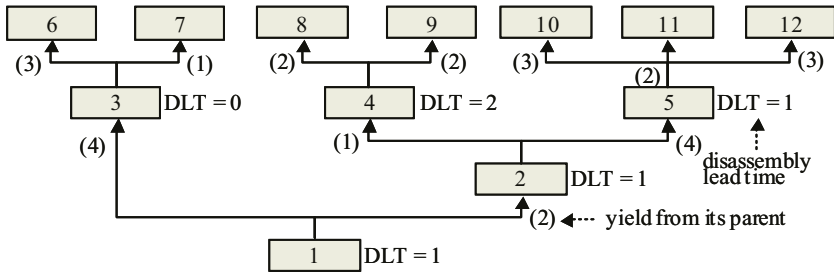 6 7 8 9 10 11 12
(3) (1) (2) (2) (3) (2) (3)
3 DLT = 0 4 DLT = 2 5 DLT = 1
(4) (1) (4) disassembly
lead time
2 DLT = 1
(2) yield from its parent
1 DLT = 1